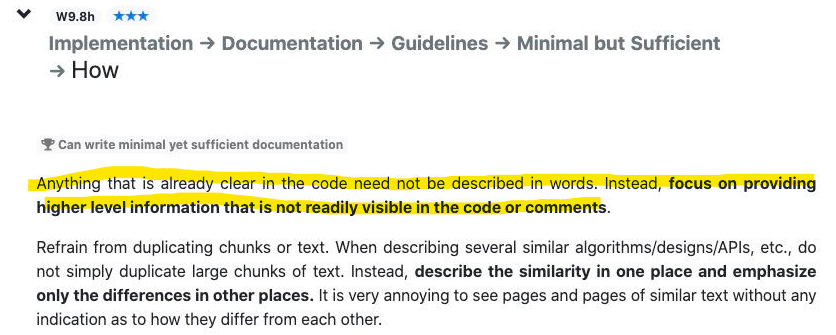 W9.8h ★★★
Implementation → Documentation → Guidelines → Minimal but Sufficient
→ How
Can write minimal yet sufficient documentation
Anything that is already clear in the code need not be described in words. Instead, focus on providing
higher level information that is not readily visible in the code or comments.
Refrain from duplicating chunks or text. When describing several similar algorithms/designs/APIs, etc., do
not simply duplicate large chunks of text. Instead, describe the similarity in one place and emphasize
only the differences in other places. It is very annoying to see pages and pages of similar text without any
indication as to how they differ from each other.